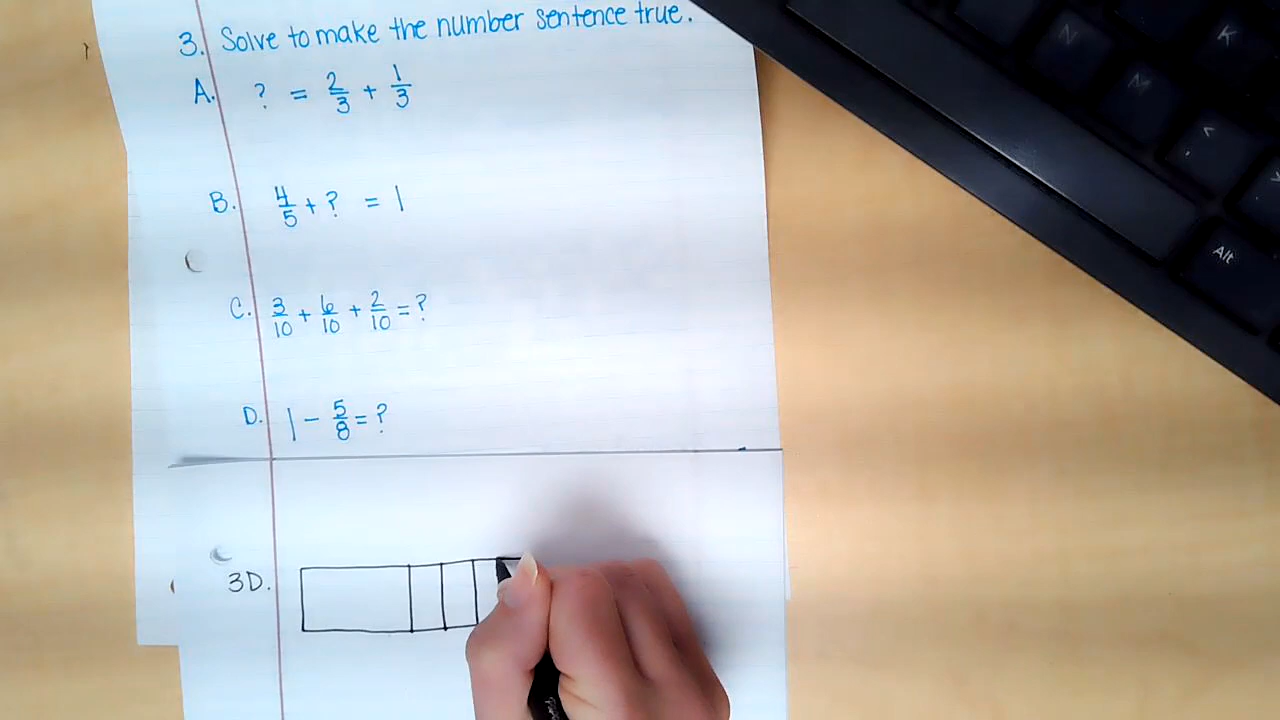 3. Solve to make the number sentence true.
A. ? = 2/3 + 1/3
B. 4/5 + ? = 1
C. 3/10 + 6/10 + 2/10 = ?
D. 1 - 5/8 = ?
3D.
N
M
K
<
,
Alt